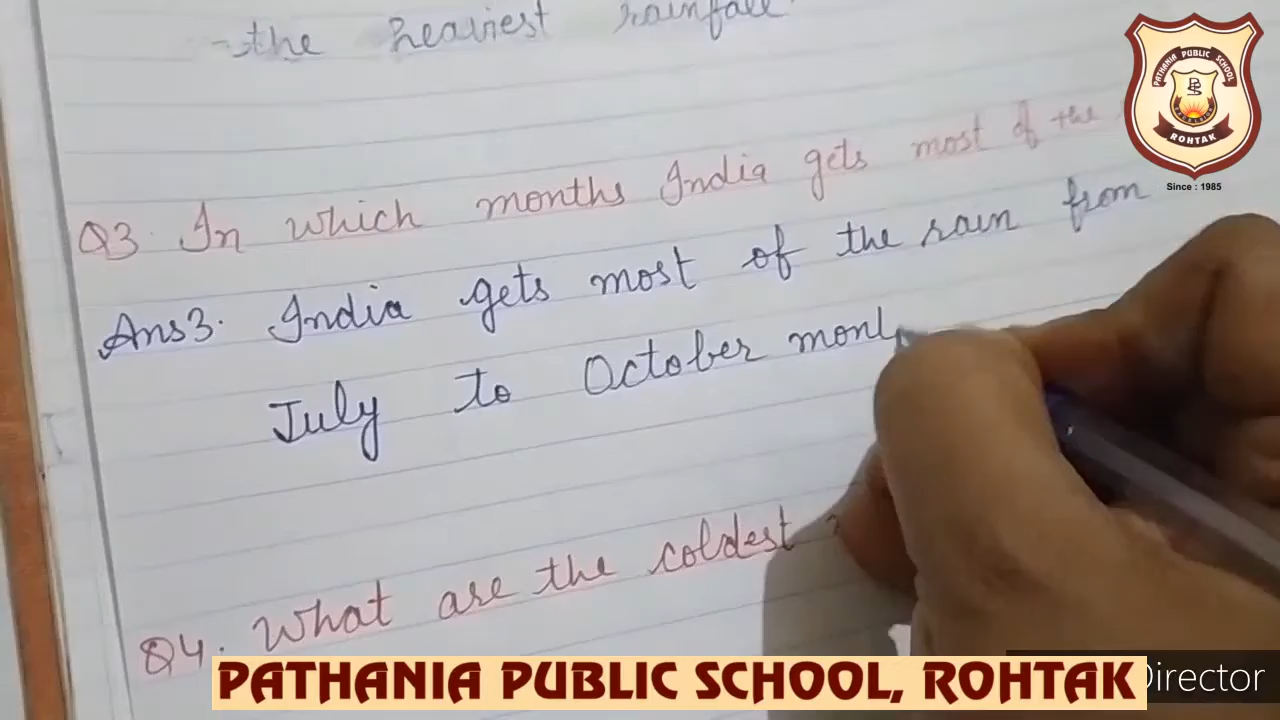 the heaviest rainfall
Q3. In which months India gets most of the
Ans3. India gets most of the rain from
July to October mont
Q4. What are the coldest
PATHANIA PUBLIC SCHOOL
ROHTAK
Since : 1985
PATHANIA PUBLIC SCHOOL, ROHTAK
Director